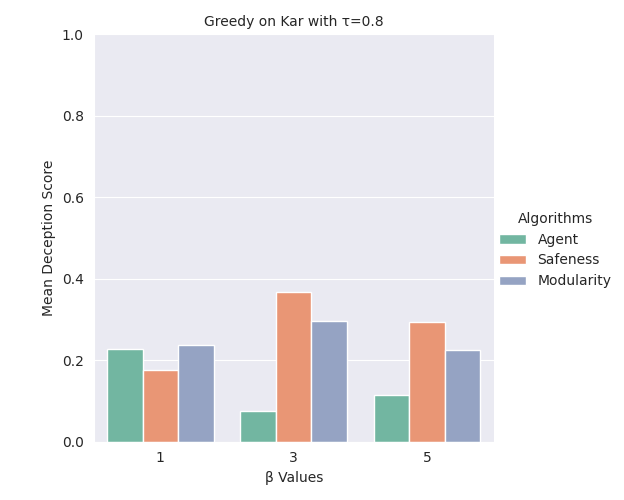 Greedy on Kar with τ=0.8
1.0
0.8
0.6
0.4
0.2
0.0
Mean Deception Score
1 3 5
β Values
Algorithms
Agent
Safeness
Modularity